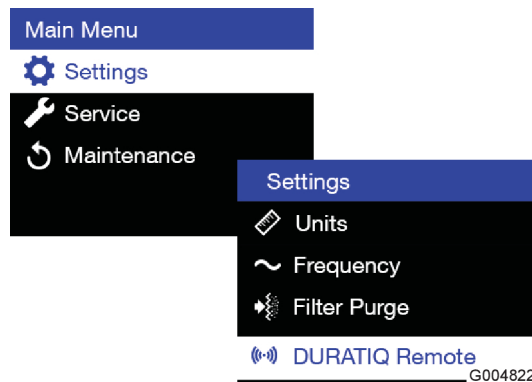 Main Menu
Settings
Service
Maintenance
Settings
Units
Frequency
Filter Purge
DURATIQ Remote
G004822